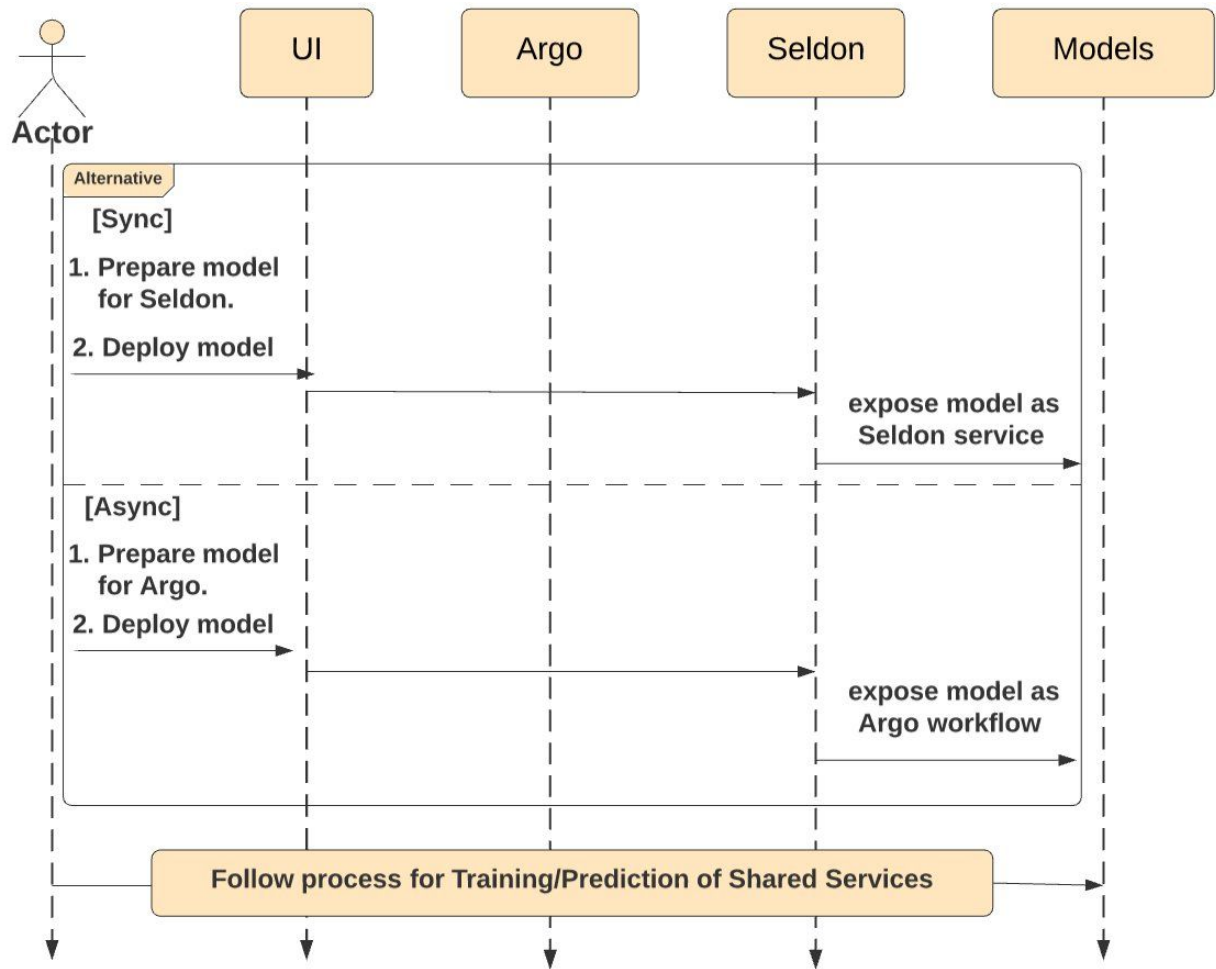 UI
Argo
Seldon
Models
Actor
Alternative
[Sync]
1. Prepare model
for Seldon.
2. Deploy model
expose model as
Seldon service
[Async]
1. Prepare model
for Argo.
2. Deploy model
expose model as
Argo workflow
Follow process for Training/Prediction of Shared Services